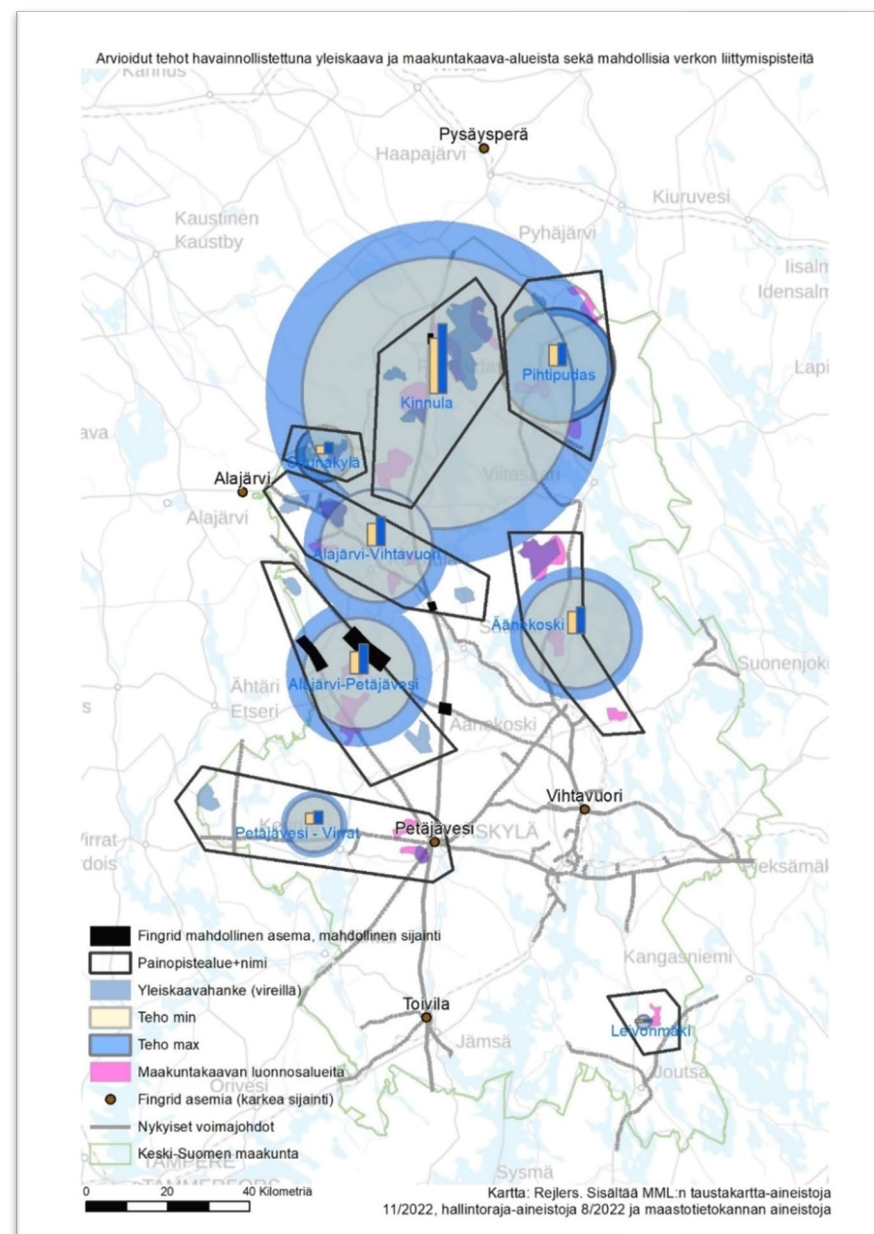 Arvioidut tehot havainnollistettuna yleiskaava ja maakuntakaava-alueista sekä mahdollisia verkon liittymispisteitä
Kannus
Pysäysperä
Haapajärvi
Kiuruvesi
Kaustinen
Kaustby
Pyhäjärvi
Iisalm
Idensalm
Lapi
Pihtipudas
Kinnula
Alajärvi
Viitasaari
Alajärvi
Alajärvi-Vihtavuori
Äänekoski
Suonenjoki
Alajärvi-Petäjävesi
Ähtäri
Etseri
Äänekoski
Vihtavuori
Petäjävesi
Petäjävesi - Virrat
Kangasniemi
Toivila
Leivonmäki
Jämsä
Joutsa
Orivesi
TAMPERE
Sysmä
Fingrid mahdollinen asema, mahdollinen sijainti
Painopistealue+nimi
Yleiskaavahanke (vireillä)
Teho min
Teho max
Maakuntakaavan luonnosalueita
Fingrid asemia (karkea sijainti)
Nykyiset voimajohdot
Keski-Suomen maakunta
0 20 40 Kilometriä
Kartta: Rejlers. Sisältää MML:n taustakartta-aineistoja
11/2022, hallintoraja-aineistoja 8/2022 ja maastotietokannan aineistoja